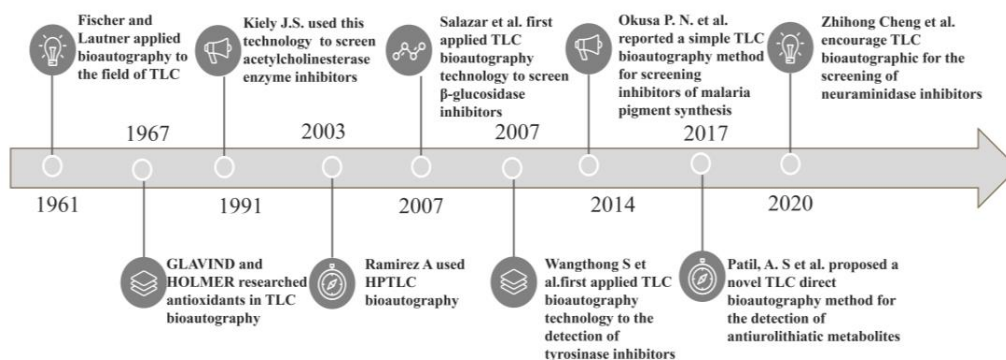 Fischer and
Lautner applied
bioautography to
the field of TLC
Kiely J.S. used this
technology to screen
acetylcholinesterase
enzyme inhibitors
Salazar et al. first
applied TLC
bioautography
technology to screen
β-glucosidase
inhibitors
Okusa P. N. et al.
reported a simple TLC
bioautography method
for screening
inhibitors of malaria
pigment synthesis
Zhihong Cheng et al.
encourage TLC
bioautographic for the
screening of
neuraminidase inhibitors
1967
2003
2007
2017
1961
1991
2007
2014
2020
GLAVIND and
HOLMER researched
antioxidants in TLC
bioautography
Ramirez A used
HPTLC
bioautography
Wangthong S et
al.first applied TLC
bioautography
technology to the
detection of
tyrosinase inhibitors
Patil, A. S et al. proposed a
novel TLC direct
bioautography method for
the detection of
antiurolithiatic metabolites